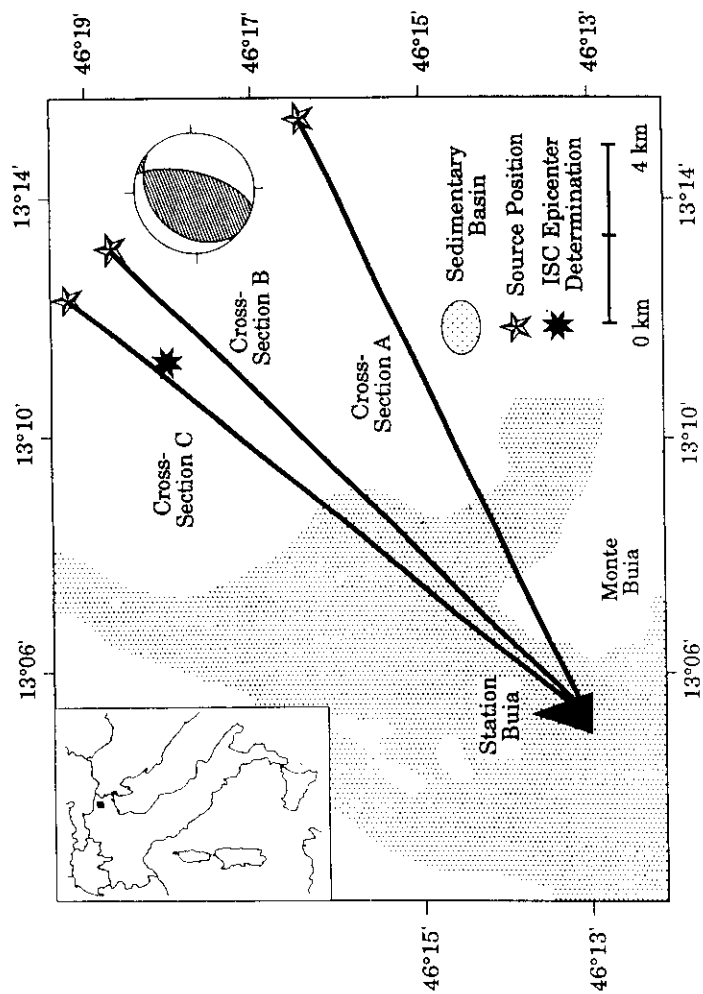 13°06'
13°10'
13°14'
46°19'
46°17'
46°15'
46°13'
46°15'
46°13'
Cross-
Section C
Cross-
Section B
Cross-
Section A
Station
Buia
Monte
Buia
Sedimentary
Basin
Source Position
ISC Epicenter
Determination
0 km
4 km
13°06'
13°10'
13°14'